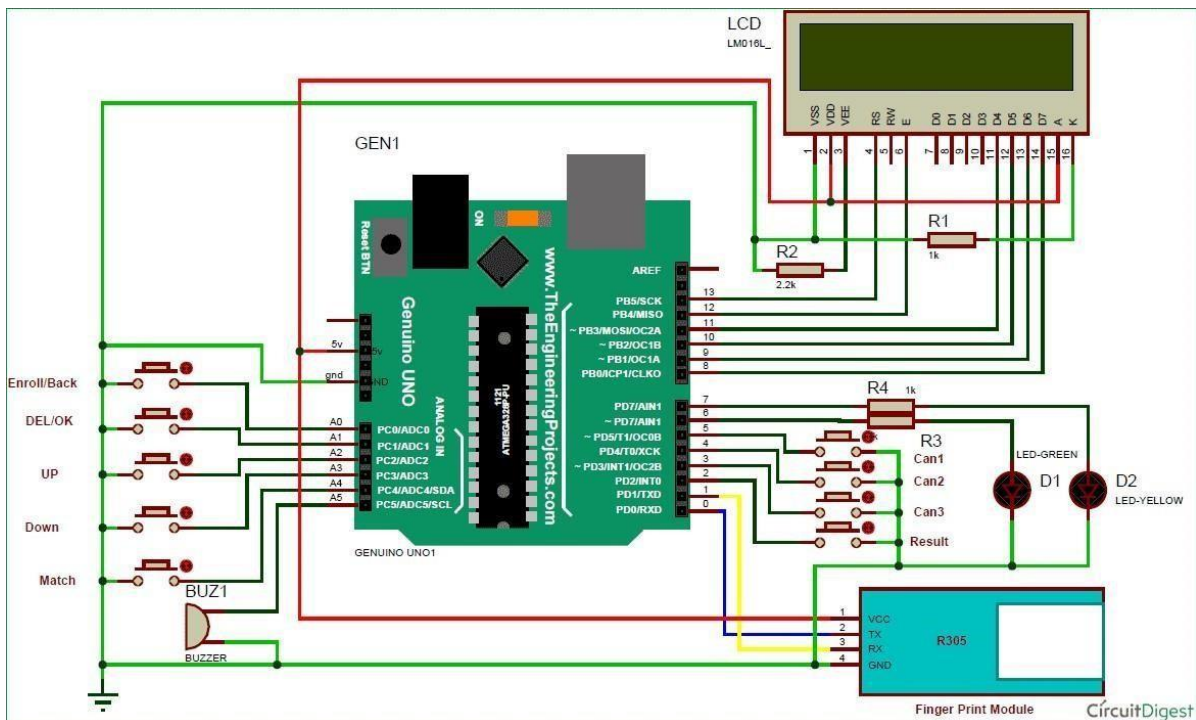 LCD
LM016L_
VSS VDD VEE RS RW E D0 D1 D2 D3 D4 D5 D6 D7 A K
1 2 3 4 5 6 7 8 9 10 11 12 13 14 15 16
GEN1
R1
1k
R2
2.2k
Reset BTN
ON
Genuino UNO
www.TheEngineeringProjects.com
ANALOG IN
1121
ATMEGA328P-PU
AREF
PB5/SCK 13
PB4/MISO 12
~ PB3/MOSI/OC2A 11
~ PB2/OC1B 10
~ PB1/OC1A 9
PB0/ICP1/CLKO 8
PD7/AIN1 7
~ PD7/AIN1 6
~ PD5/T1/OC0B 5
PD4/T0/XCK 4
~ PD3/INT1/OC2B 3
PD2/INT0 2
PD1/TXD 1
PD0/RXD 0
5v 5v
gnd GND
A0 PC0/ADC0
A1 PC1/ADC1
A2 PC2/ADC2
A3 PC3/ADC3
A4 PC4/ADC4/SDA
A5 PC5/ADC5/SCL
GENUINO UNO1
Enroll/Back
DEL/OK
UP
Down
Match
BUZ1
BUZZER
R4 1k
R3
k
Can1
Can2
Can3
Result
LED-GREEN
D1
D2
LED-YELLOW
1 VCC
2 TX
3 RX
4 GND
R305
Finger Print Module
CircuitDigest